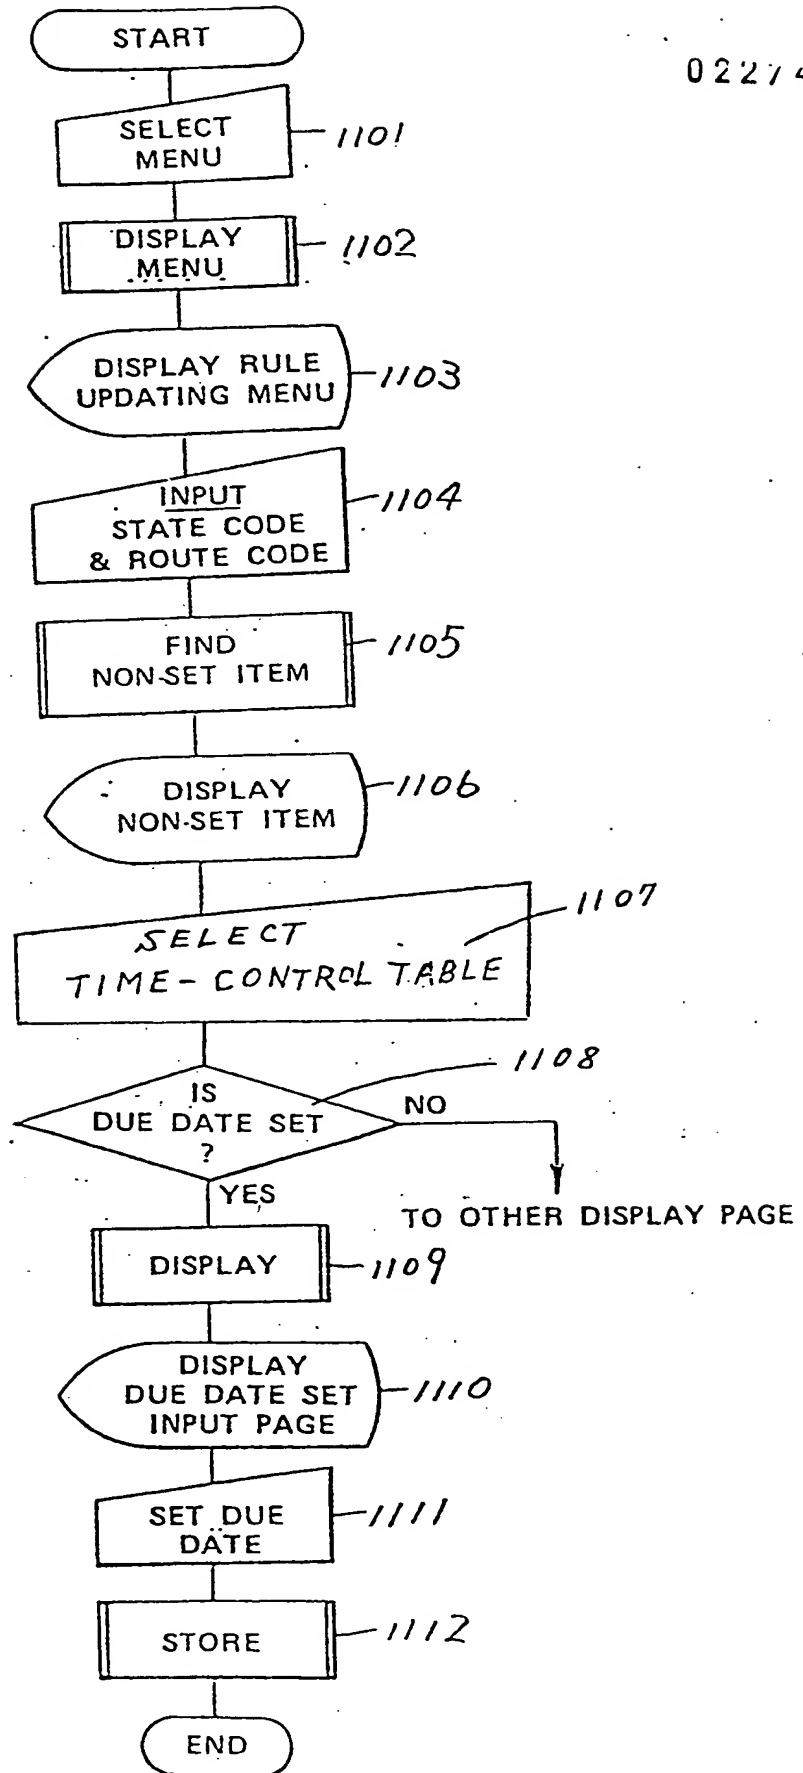 START
02274
SELECT
MENU
1101
DISPLAY
MENU
1102
DISPLAY RULE
UPDATING MENU
1103
INPUT
STATE CODE
& ROUTE CODE
1104
FIND
NON-SET ITEM
1105
DISPLAY
NON-SET ITEM
1106
SELECT
TIME-CONTROL TABLE
1107
IS
DUE DATE SET
?
1108
NO
YES
TO OTHER DISPLAY PAGE
DISPLAY
1109
DISPLAY
DUE DATE SET
INPUT PAGE
1110
SET DUE
DATE
1111
STORE
1112
END